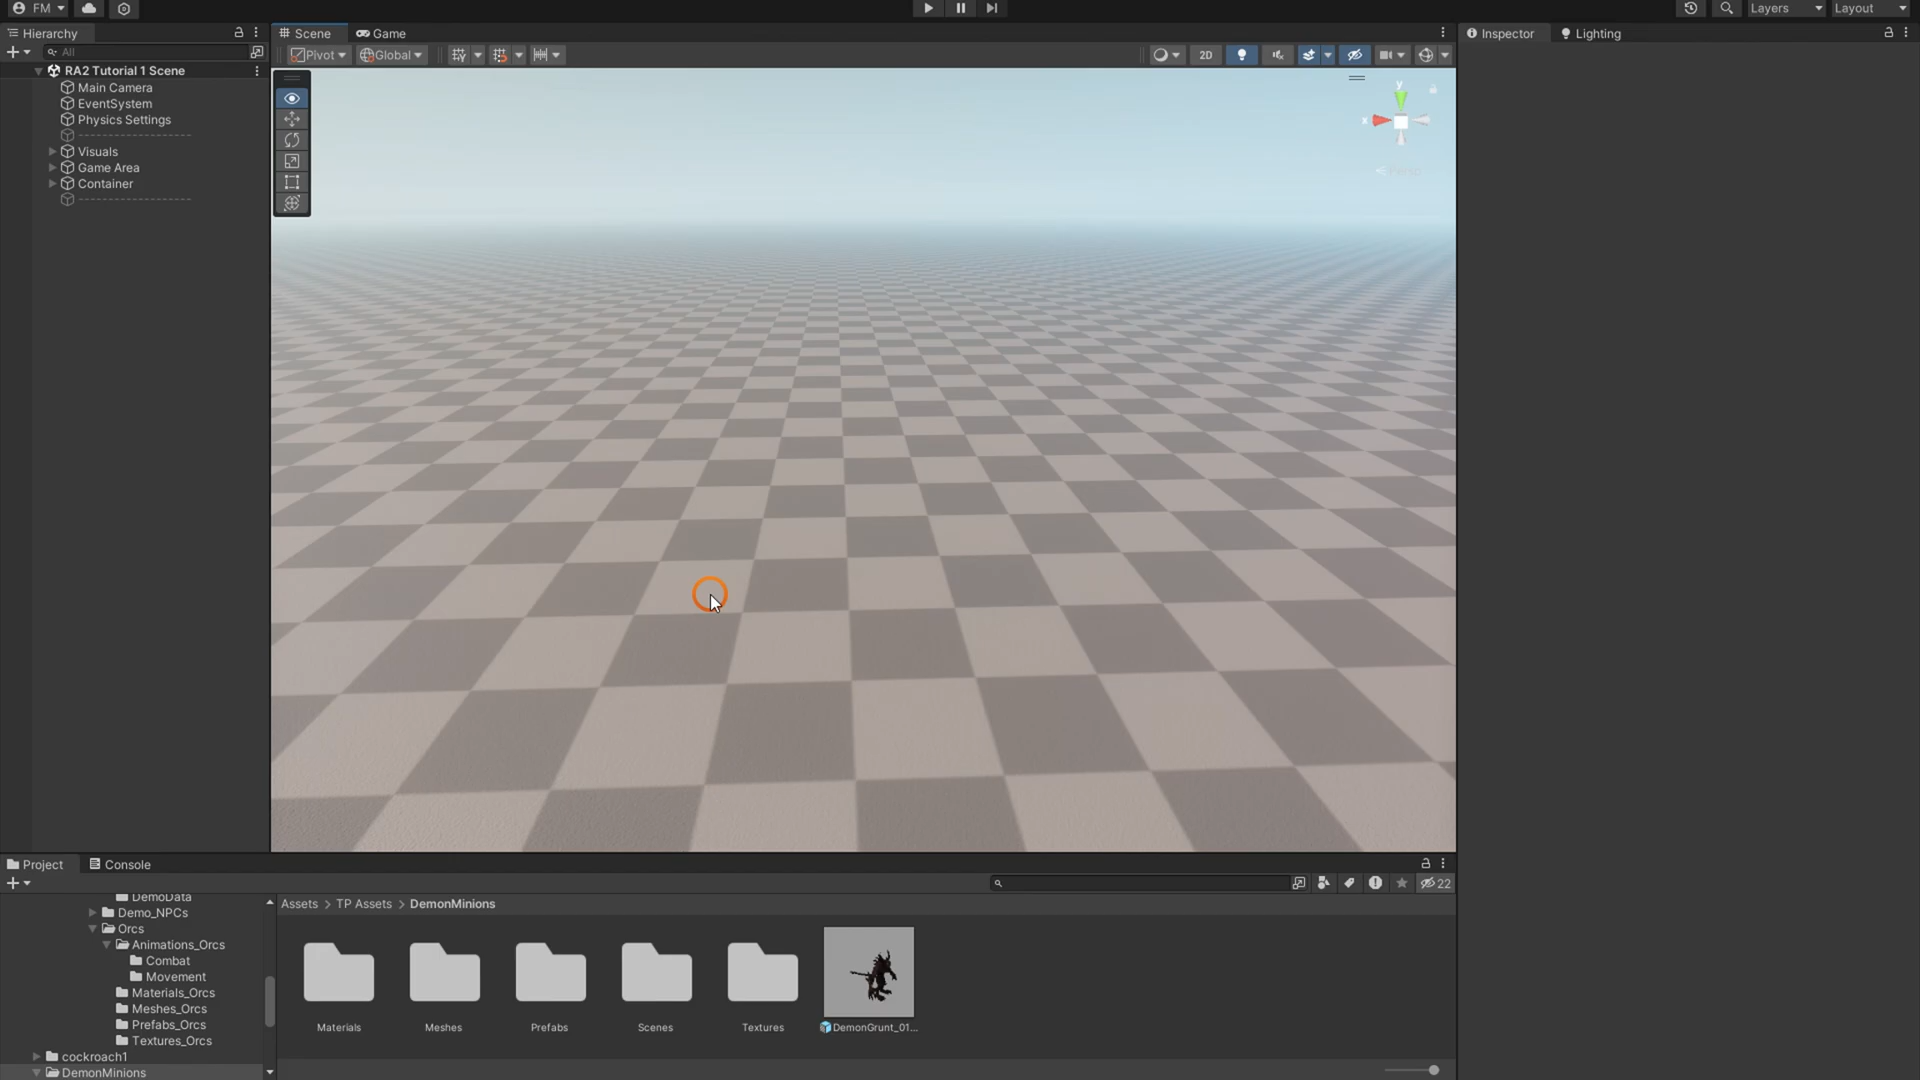 FM
Layers
Layout
Hierarchy
Scene
Game
Inspector
Lighting
All
Pivot
Global
2D
RA2 Tutorial 1 Scene
Main Camera
EventSystem
Physics Settings
--------------------
Visuals
Game Area
Container
--------------------
y
x
Persp
Project
Console
22
DemoData
Assets
TP Assets
DemonMinions
Demo_NPCs
Orcs
Animations_Orcs
Combat
Movement
Materials_Orcs
Meshes_Orcs
Prefabs_Orcs
Textures_Orcs
cockroach1
DemonMinions
Materials
Meshes
Prefabs
Scenes
Textures
DemonGrunt_01...